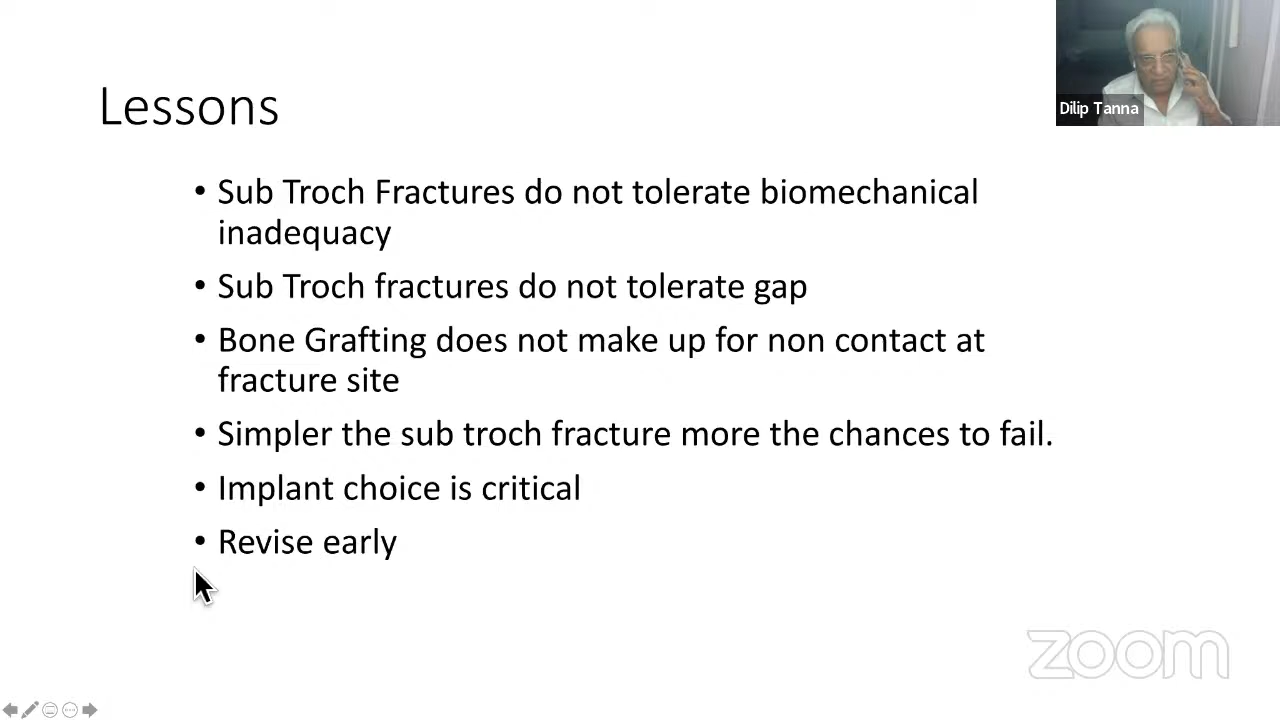 Lessons
Dilip Tanna
• Sub Troch Fractures do not tolerate biomechanical
inadequacy
• Sub Troch fractures do not tolerate gap
• Bone Grafting does not make up for non contact at
fracture site
• Simpler the sub troch fracture more the chances to fail.
• Implant choice is critical
• Revise early
zoom